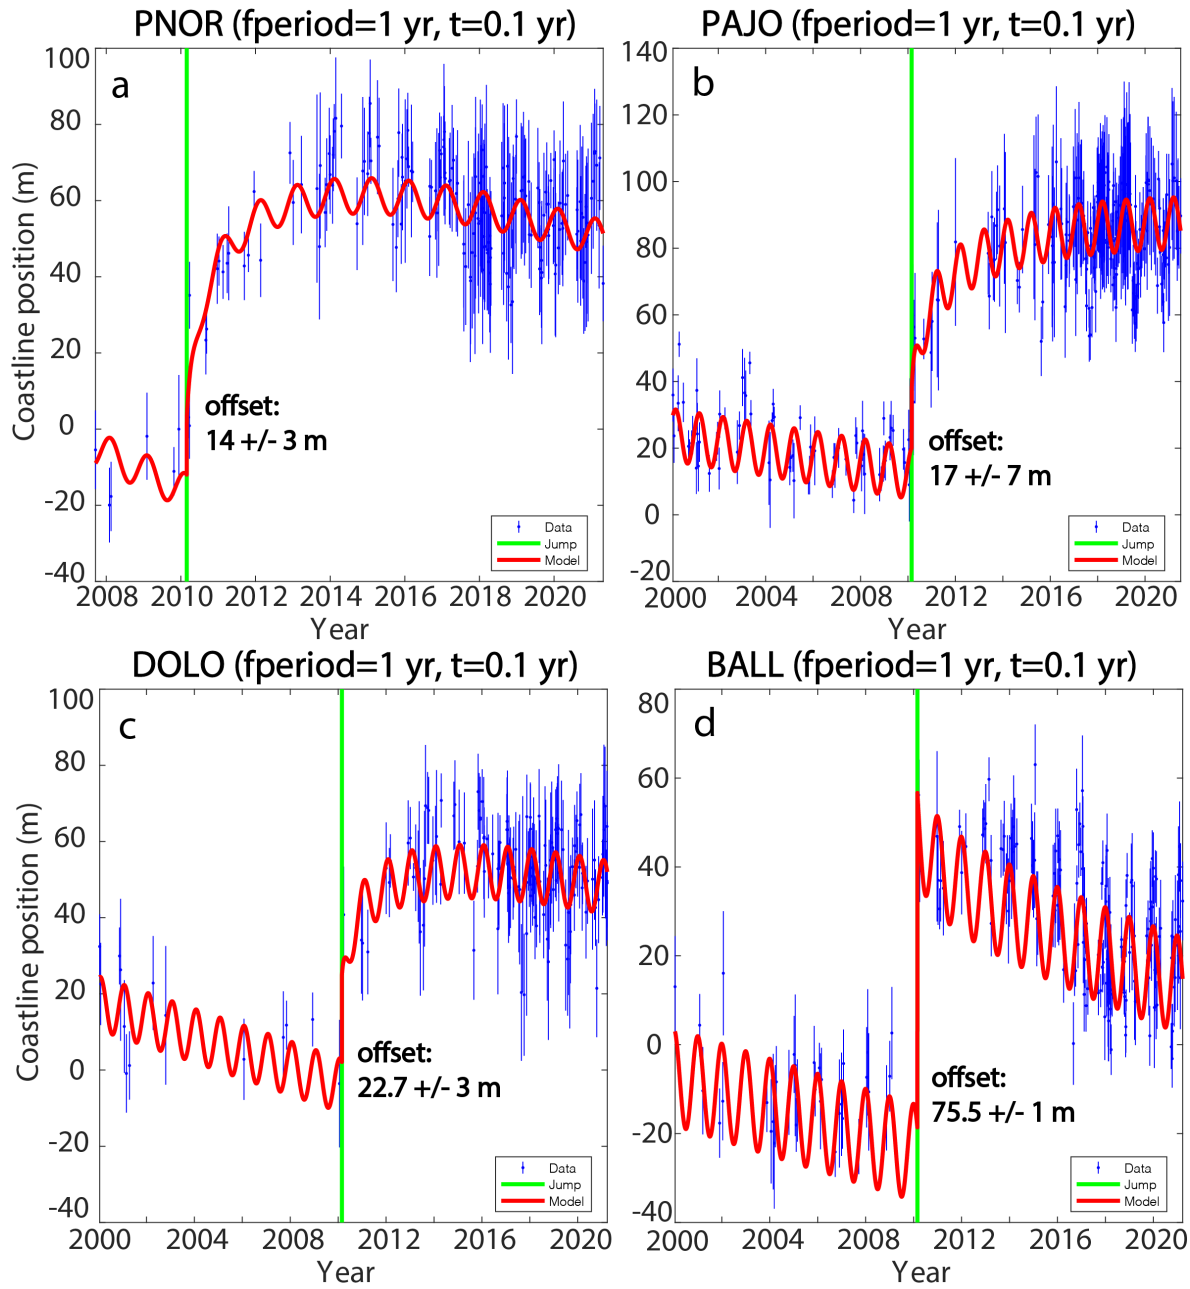 PNOR (fperiod=1 yr, t=0.1 yr)
a
100
80
60
40
20
0
-20
-40
Coastline position (m)
offset:
14 +/- 3 m
Data
Jump
Model
2008 2010 2012 2014 2016 2018 2020
Year
PAJO (fperiod=1 yr, t=0.1 yr)
b
140
120
100
80
60
40
20
0
-20
offset:
17 +/- 7 m
Data
Jump
Model
2000 2004 2008 2012 2016 2020
Year
DOLO (fperiod=1 yr, t=0.1 yr)
c
100
80
60
40
20
0
-20
-40
Coastline position (m)
offset:
22.7 +/- 3 m
Data
Jump
Model
2000 2004 2008 2012 2016 2020
Year
BALL (fperiod=1 yr, t=0.1 yr)
d
80
60
40
20
0
-20
-40
offset:
75.5 +/- 1 m
Data
Jump
Model
2000 2004 2008 2012 2016 2020
Year